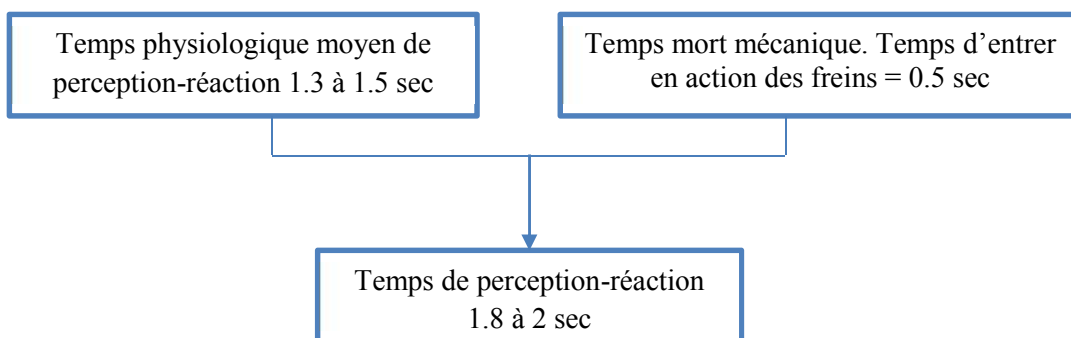 Temps physiologique moyen de
perception-réaction 1.3 à 1.5 sec
Temps mort mécanique. Temps d’entrer
en action des freins = 0.5 sec
Temps de perception-réaction
1.8 à 2 sec